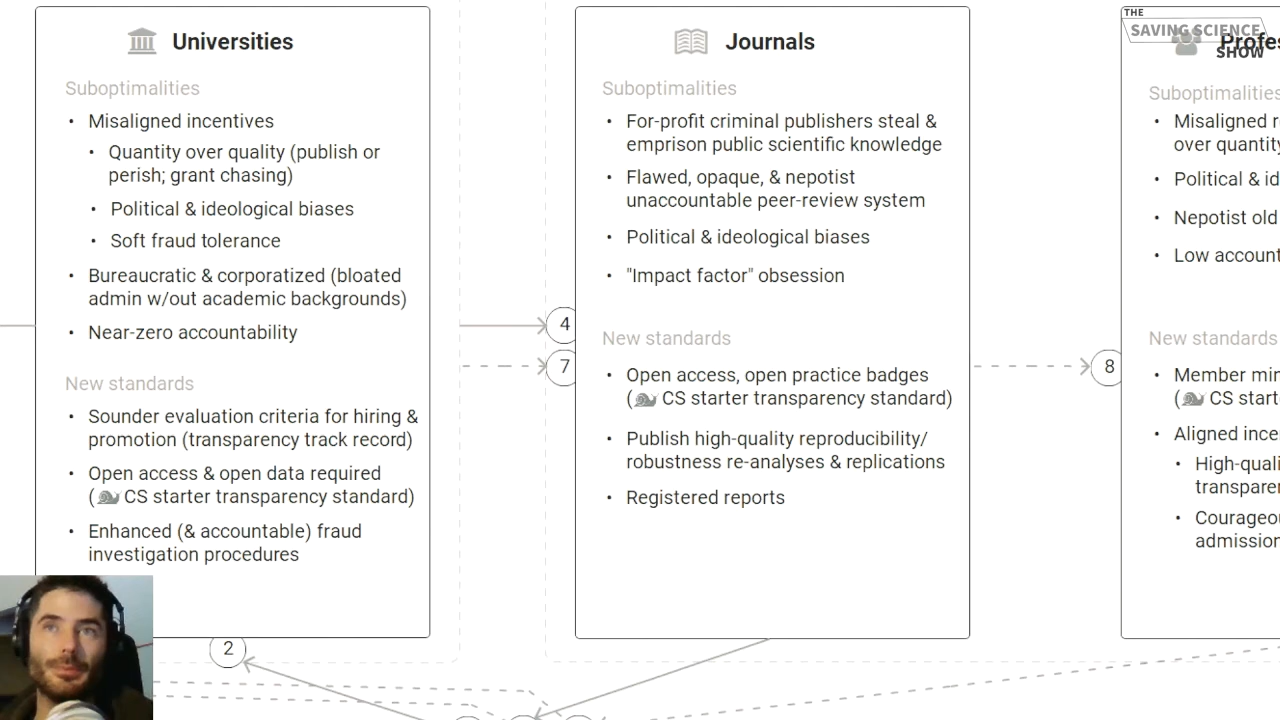 Universities
Suboptimalities
• Misaligned incentives
• Quantity over quality (publish or
perish; grant chasing)
• Political & ideological biases
• Soft fraud tolerance
• Bureaucratic & corporatized (bloated
admin w/out academic backgrounds)
• Near-zero accountability
New standards
• Sounder evaluation criteria for hiring &
promotion (transparency track record)
• Open access & open data required
( CS starter transparency standard)
• Enhanced (& accountable) fraud
investigation procedures
2
4
7
Journals
Suboptimalities
• For-profit criminal publishers steal &
emprison public scientific knowledge
• Flawed, opaque, & nepotist
unaccountable peer-review system
• Political & ideological biases
• "Impact factor" obsession
New standards
• Open access, open practice badges
( CS starter transparency standard)
• Publish high-quality reproducibility/
robustness re-analyses & replications
• Registered reports
8
THE
SAVING SCIENCE
SHOW
Profes
Suboptimalities
• Misaligned r
over quantity
• Political & id
• Nepotist old
• Low account
New standards
• Member min
( CS starte
• Aligned ince
• High-quali
transparen
• Courageou
admission